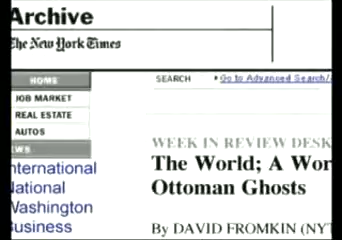 Archive
The New York Times
HOME
SEARCH
Go to Advanced Search/
JOB MARKET
REAL ESTATE
AUTOS
WEEK IN REVIEW DESK
The World; A Wor
Ottoman Ghosts
nternational
National
Washington
Business
By DAVID FROMKIN (NYT